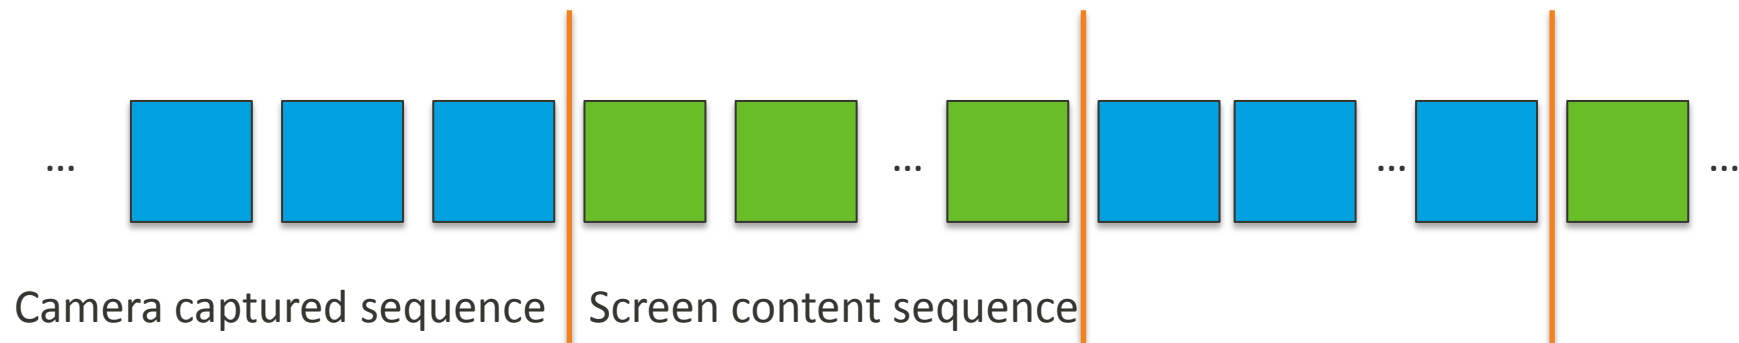 ... ... ... ...
Camera captured sequence Screen content sequence